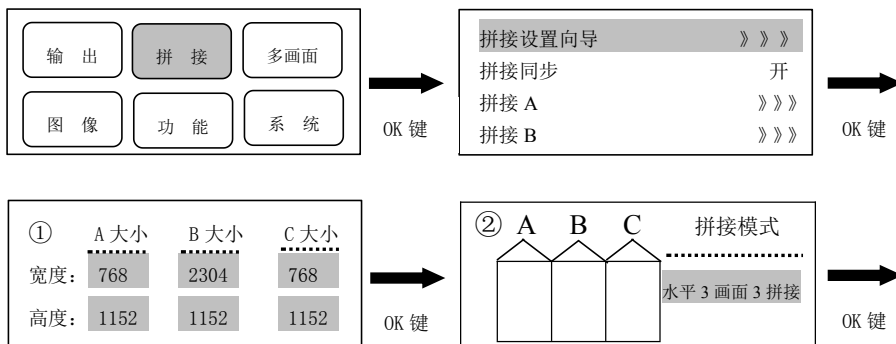 输 出 拼 接 多画面
图 像 功 能 系 统
OK 键
拼接设置向导 》》》
拼接同步 开
拼接 A 》》》
拼接 B 》》》
OK 键
① A 大小 B 大小 C 大小
宽度： 768 2304 768
高度： 1152 1152 1152
OK 键
② A B C 拼接模式
水平 3 画面 3 拼接
OK 键